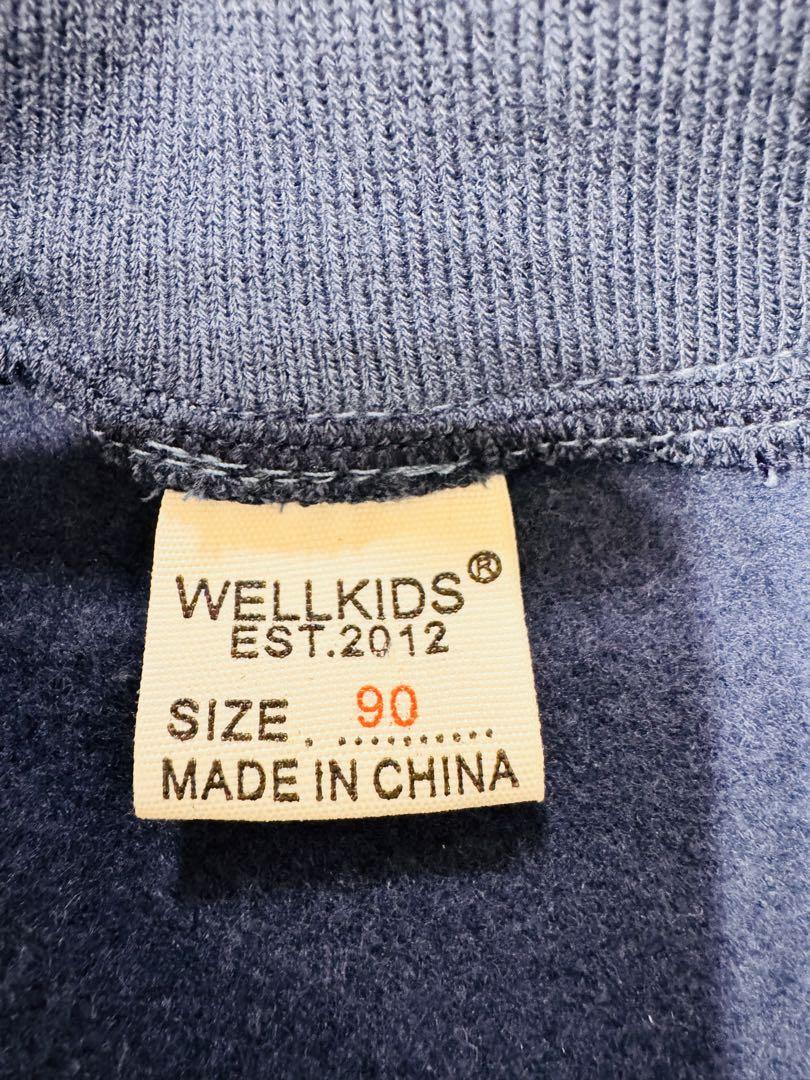 WELLKIDS®
EST.2012
SIZE. 90
MADE IN CHINA